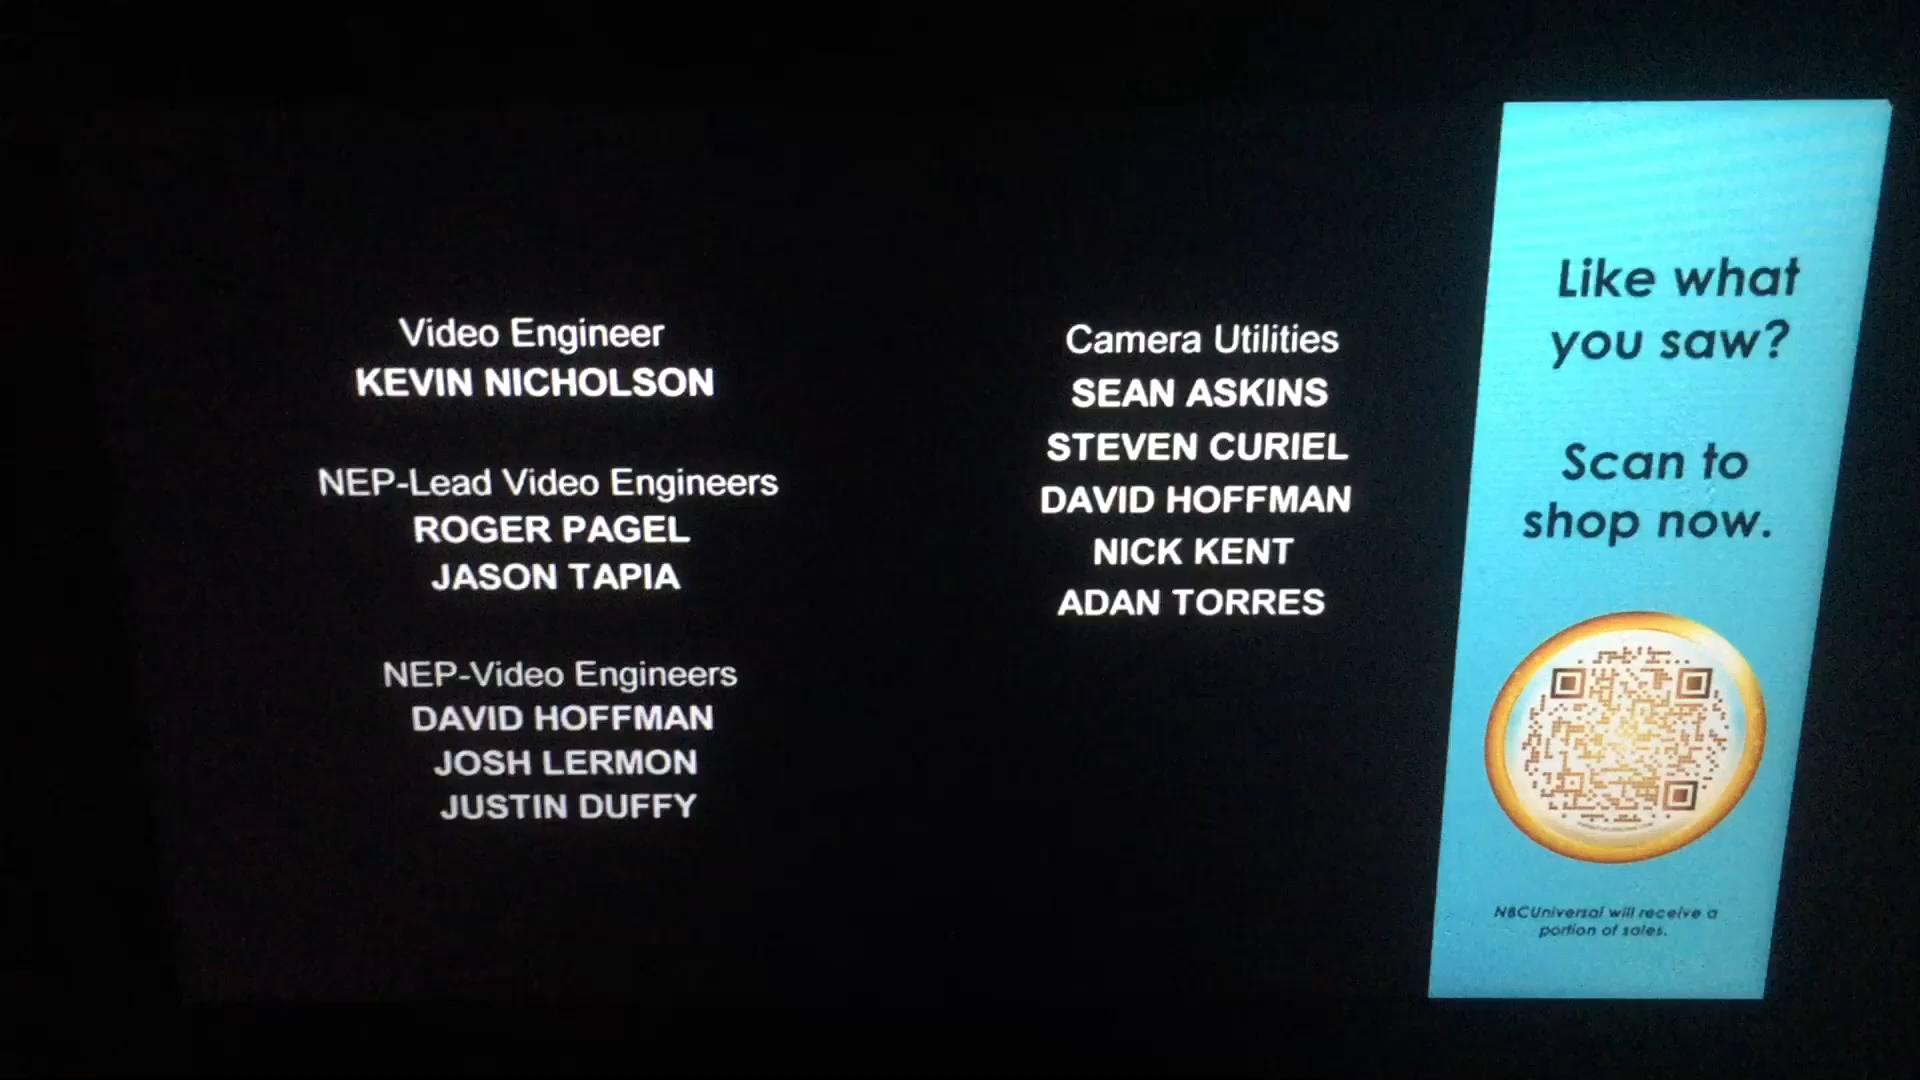 Video Engineer
KEVIN NICHOLSON
NEP-Lead Video Engineers
ROGER PAGEL
JASON TAPIA
NEP-Video Engineers
DAVID HOFFMAN
JOSH LERMON
JUSTIN DUFFY
Camera Utilities
SEAN ASKINS
STEVEN CURIEL
DAVID HOFFMAN
NICK KENT
ADAN TORRES
Like what
you saw?
Scan to
shop now.
NBCUniversal will receive a
portion of sales.